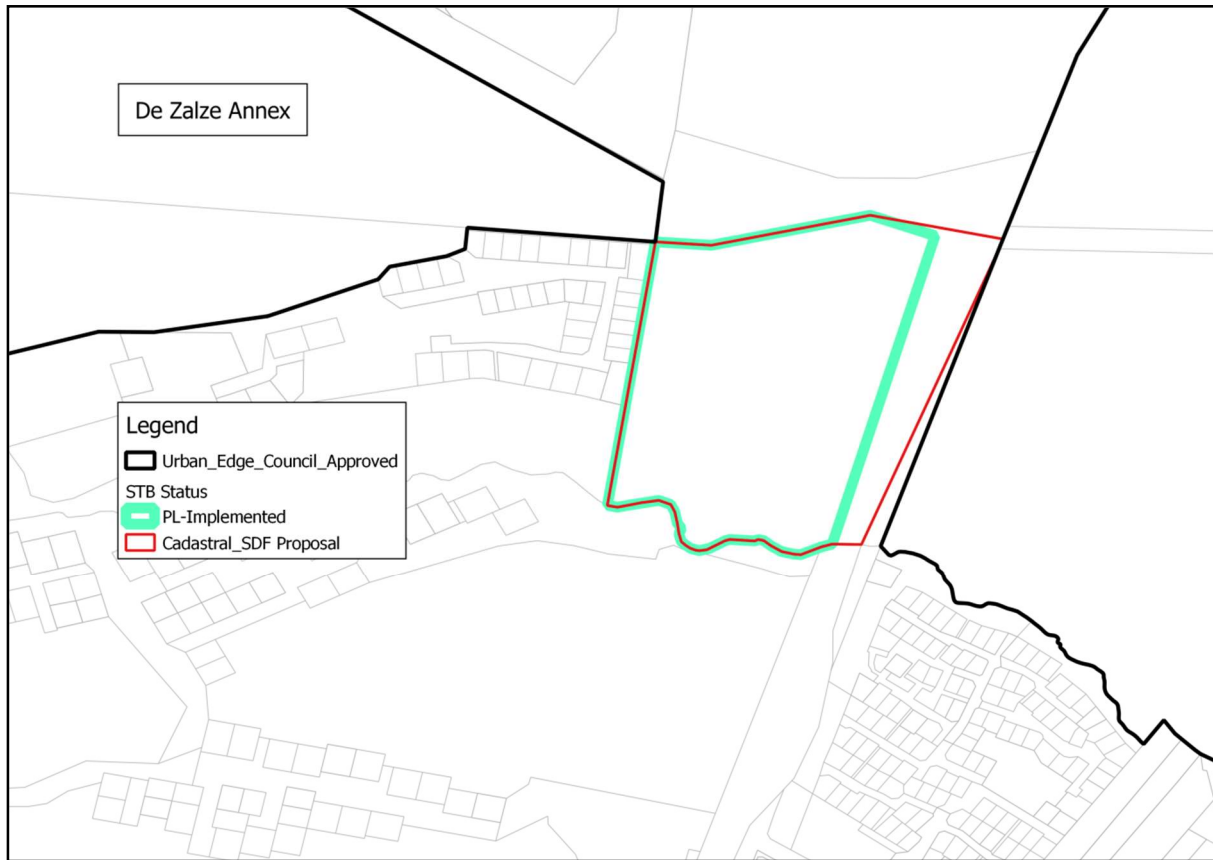 De Zalze Annex
Legend
Urban_Edge_Council_Approved
STB Status
PL-Implemented
Cadastral_SDF Proposal